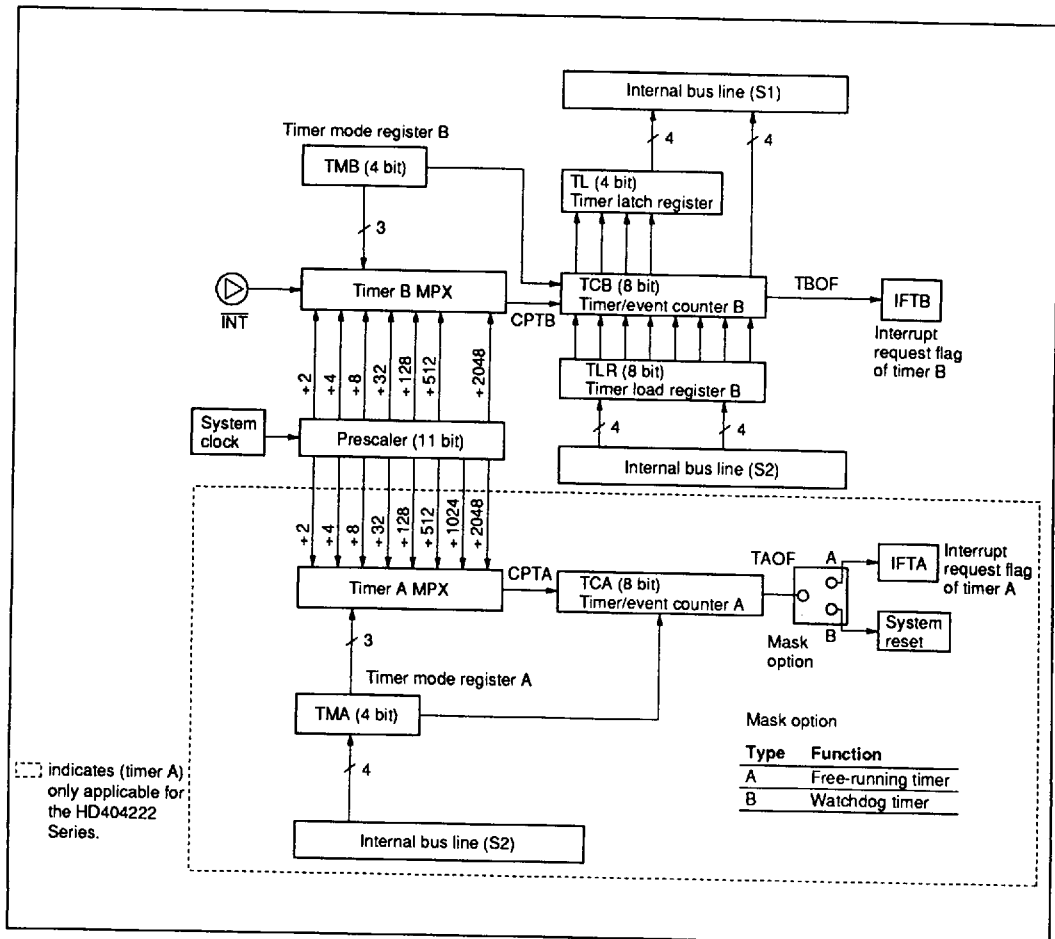 Internal bus line (S1)
4
4
Timer mode register B
TMB (4 bit)
TL (4 bit)
Timer latch register
3
Timer B MPX
INT
CPTB
TCB (8 bit)
Timer/event counter B
TBOF
IFTB
Interrupt
request flag
of timer B
÷2
÷4
÷8
÷32
÷128
÷512
÷2048
TLR (8 bit)
Timer load register B
4
4
System
clock
Prescaler (11 bit)
Internal bus line (S2)
÷2
÷4
÷8
÷32
÷128
÷512
÷1024
÷2048
Timer A MPX
CPTA
TCA (8 bit)
Timer/event counter A
TAOF
A
B
Mask
option
IFTA
Interrupt
request flag
of timer A
System
reset
3
Timer mode register A
TMA (4 bit)
4
Internal bus line (S2)
Mask option
Type Function
A Free-running timer
B Watchdog timer
indicates (timer A)
only applicable for
the HD404222
Series.